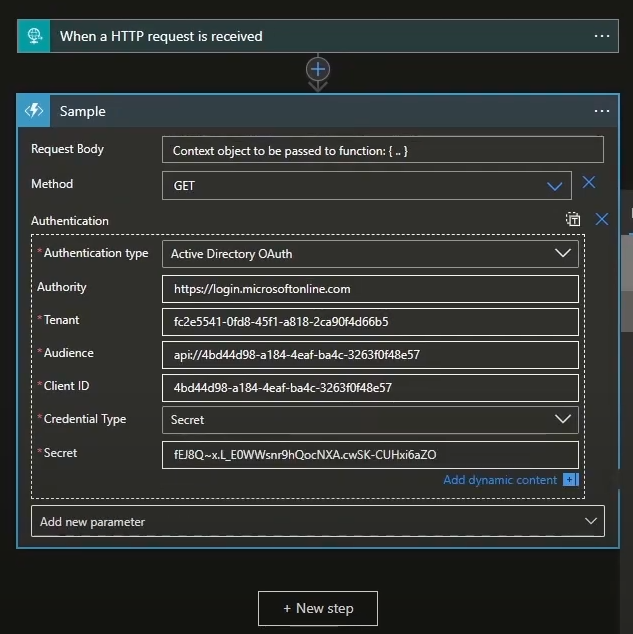 When a HTTP request is received
Sample
Request Body
Context object to be passed to function: { .. }
Method
GET
Authentication
* Authentication type
Active Directory OAuth
Authority
https://login.microsoftonline.com
* Tenant
fc2e5541-0fd8-45f1-a818-2ca90f4d66b5
* Audience
api://4bd44d98-a184-4eaf-ba4c-3263f0f48e57
* Client ID
4bd44d98-a184-4eaf-ba4c-3263f0f48e57
* Credential Type
Secret
* Secret
fEJ8Q~x.L_E0WWsnr9hQocNXA.cwSK-CUHxi6aZO
Add dynamic content
Add new parameter
+ New step